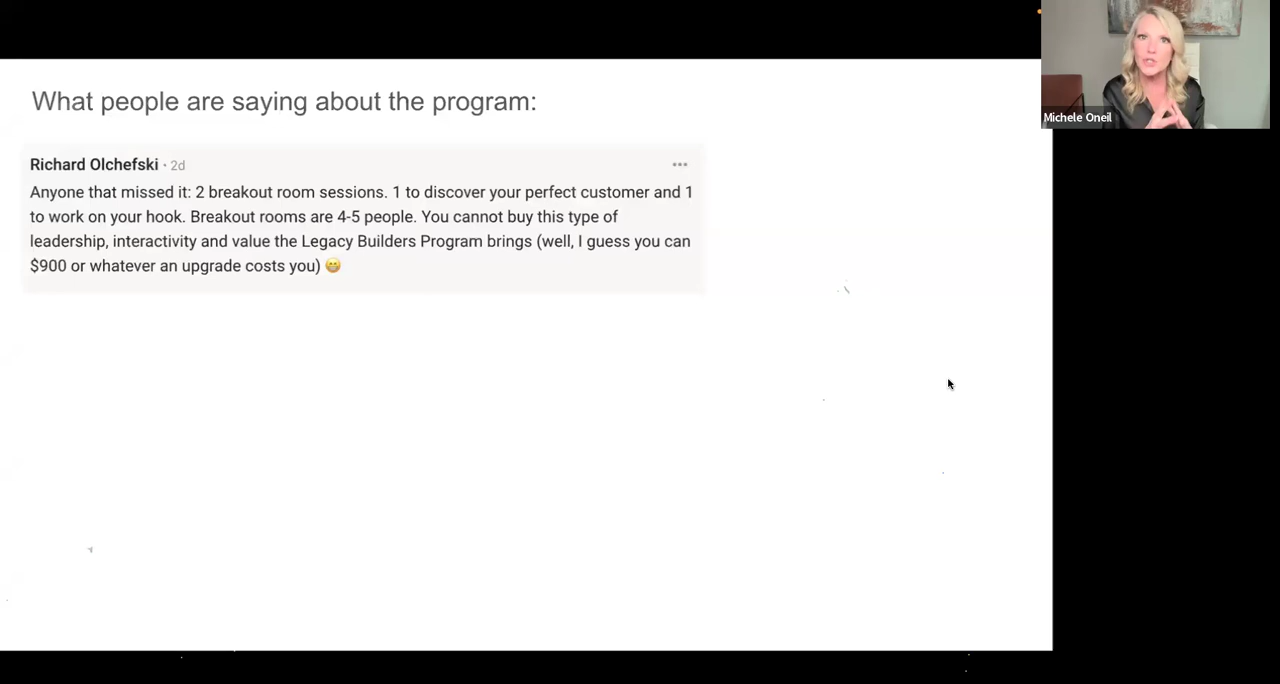 What people are saying about the program:
Richard Olchefski · 2d
Anyone that missed it: 2 breakout room sessions. 1 to discover your perfect customer and 1
to work on your hook. Breakout rooms are 4-5 people. You cannot buy this type of
leadership, interactivity and value the Legacy Builders Program brings (well, I guess you can
$900 or whatever an upgrade costs you) 😁
Michele Oneil